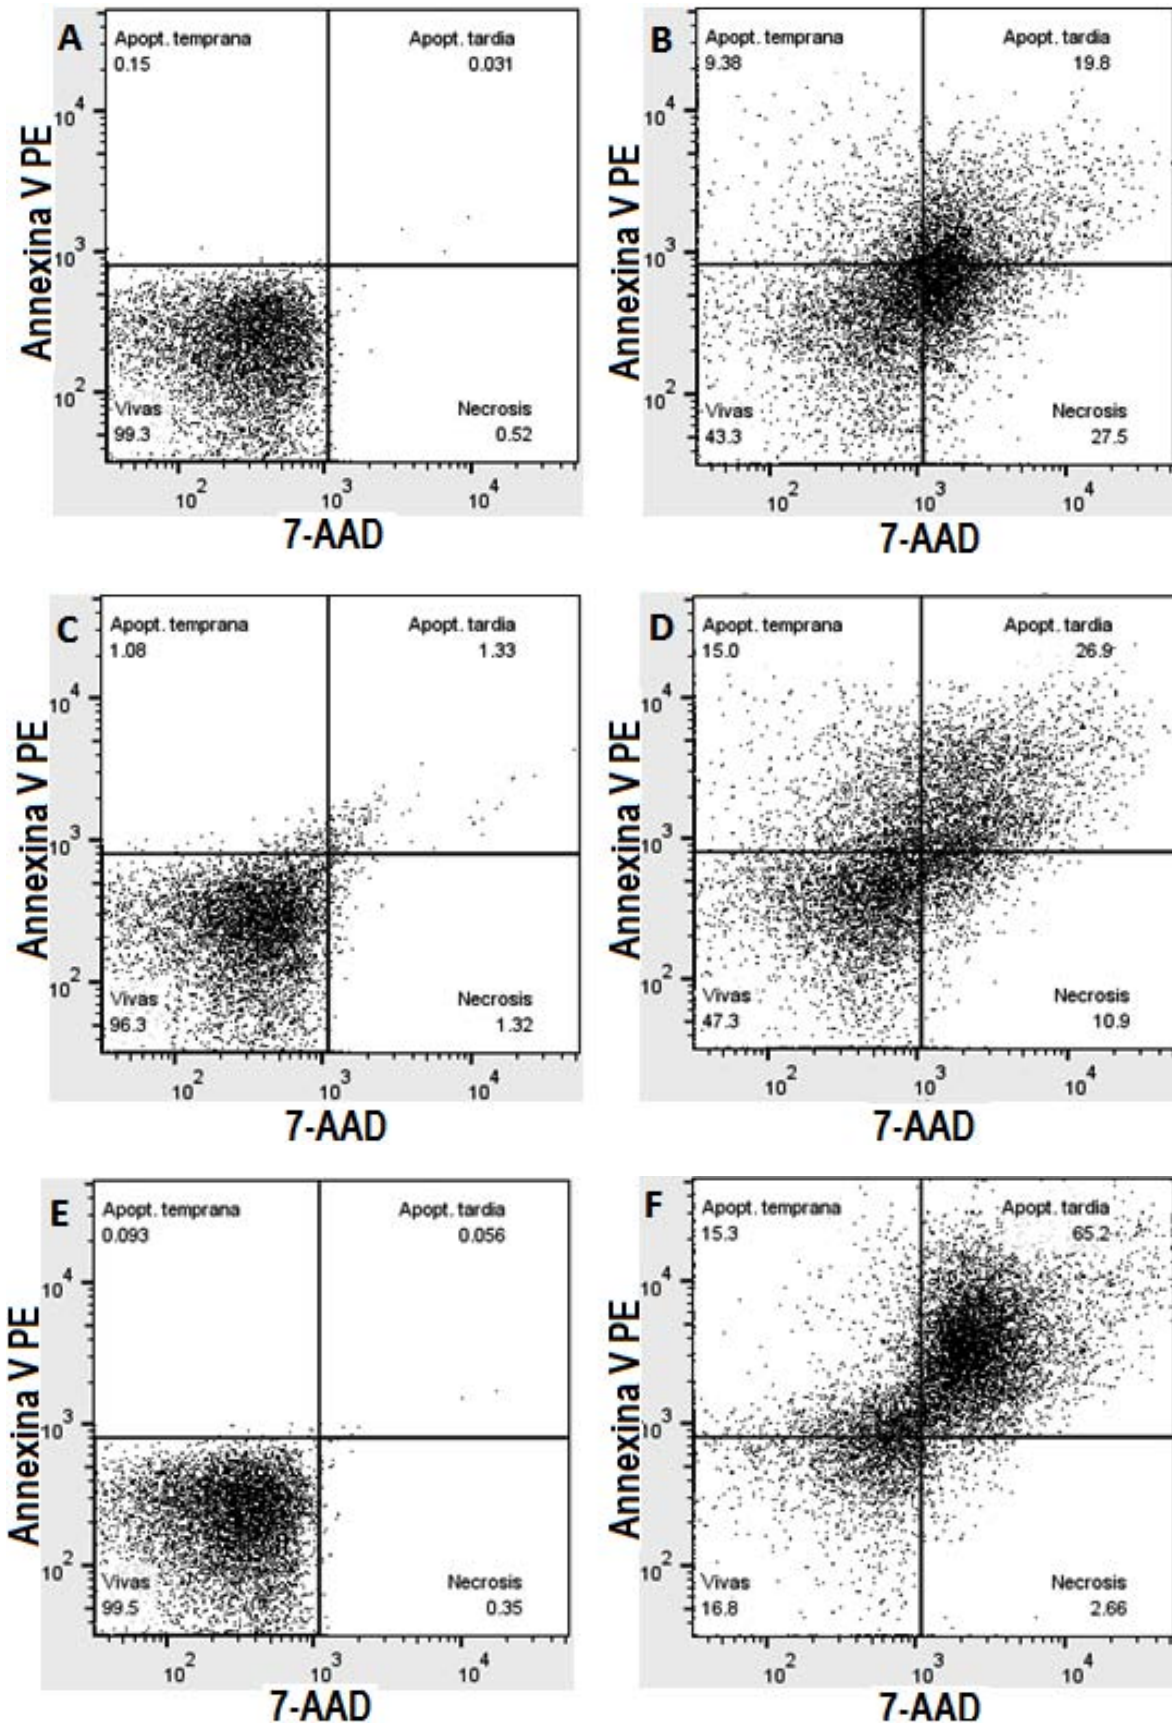 A
Apopt. temprana
0.15
Apopt. tardia
0.031
10^4
10^3
10^2
Vivas
99.3
Necrosis
0.52
10^2 10^3 10^4
Annexina V PE
7-AAD
B
Apopt. temprana
9.38
Apopt. tardia
19.8
10^4
10^3
10^2
Vivas
43.3
Necrosis
27.5
10^2 10^3 10^4
Annexina V PE
7-AAD
C
Apopt. temprana
1.08
Apopt. tardia
1.33
10^4
10^3
10^2
Vivas
96.3
Necrosis
1.32
10^2 10^3 10^4
Annexina V PE
7-AAD
D
Apopt. temprana
15.0
Apopt. tardia
26.9
10^4
10^3
10^2
Vivas
47.3
Necrosis
10.9
10^2 10^3 10^4
Annexina V PE
7-AAD
E
Apopt. temprana
0.093
Apopt. tardia
0.056
10^4
10^3
10^2
Vivas
99.5
Necrosis
0.35
10^2 10^3 10^4
Annexina V PE
7-AAD
F
Apopt. temprana
15.3
Apopt. tardia
65.2
10^4
10^3
10^2
Vivas
16.8
Necrosis
2.66
10^2 10^3 10^4
Annexina V PE
7-AAD